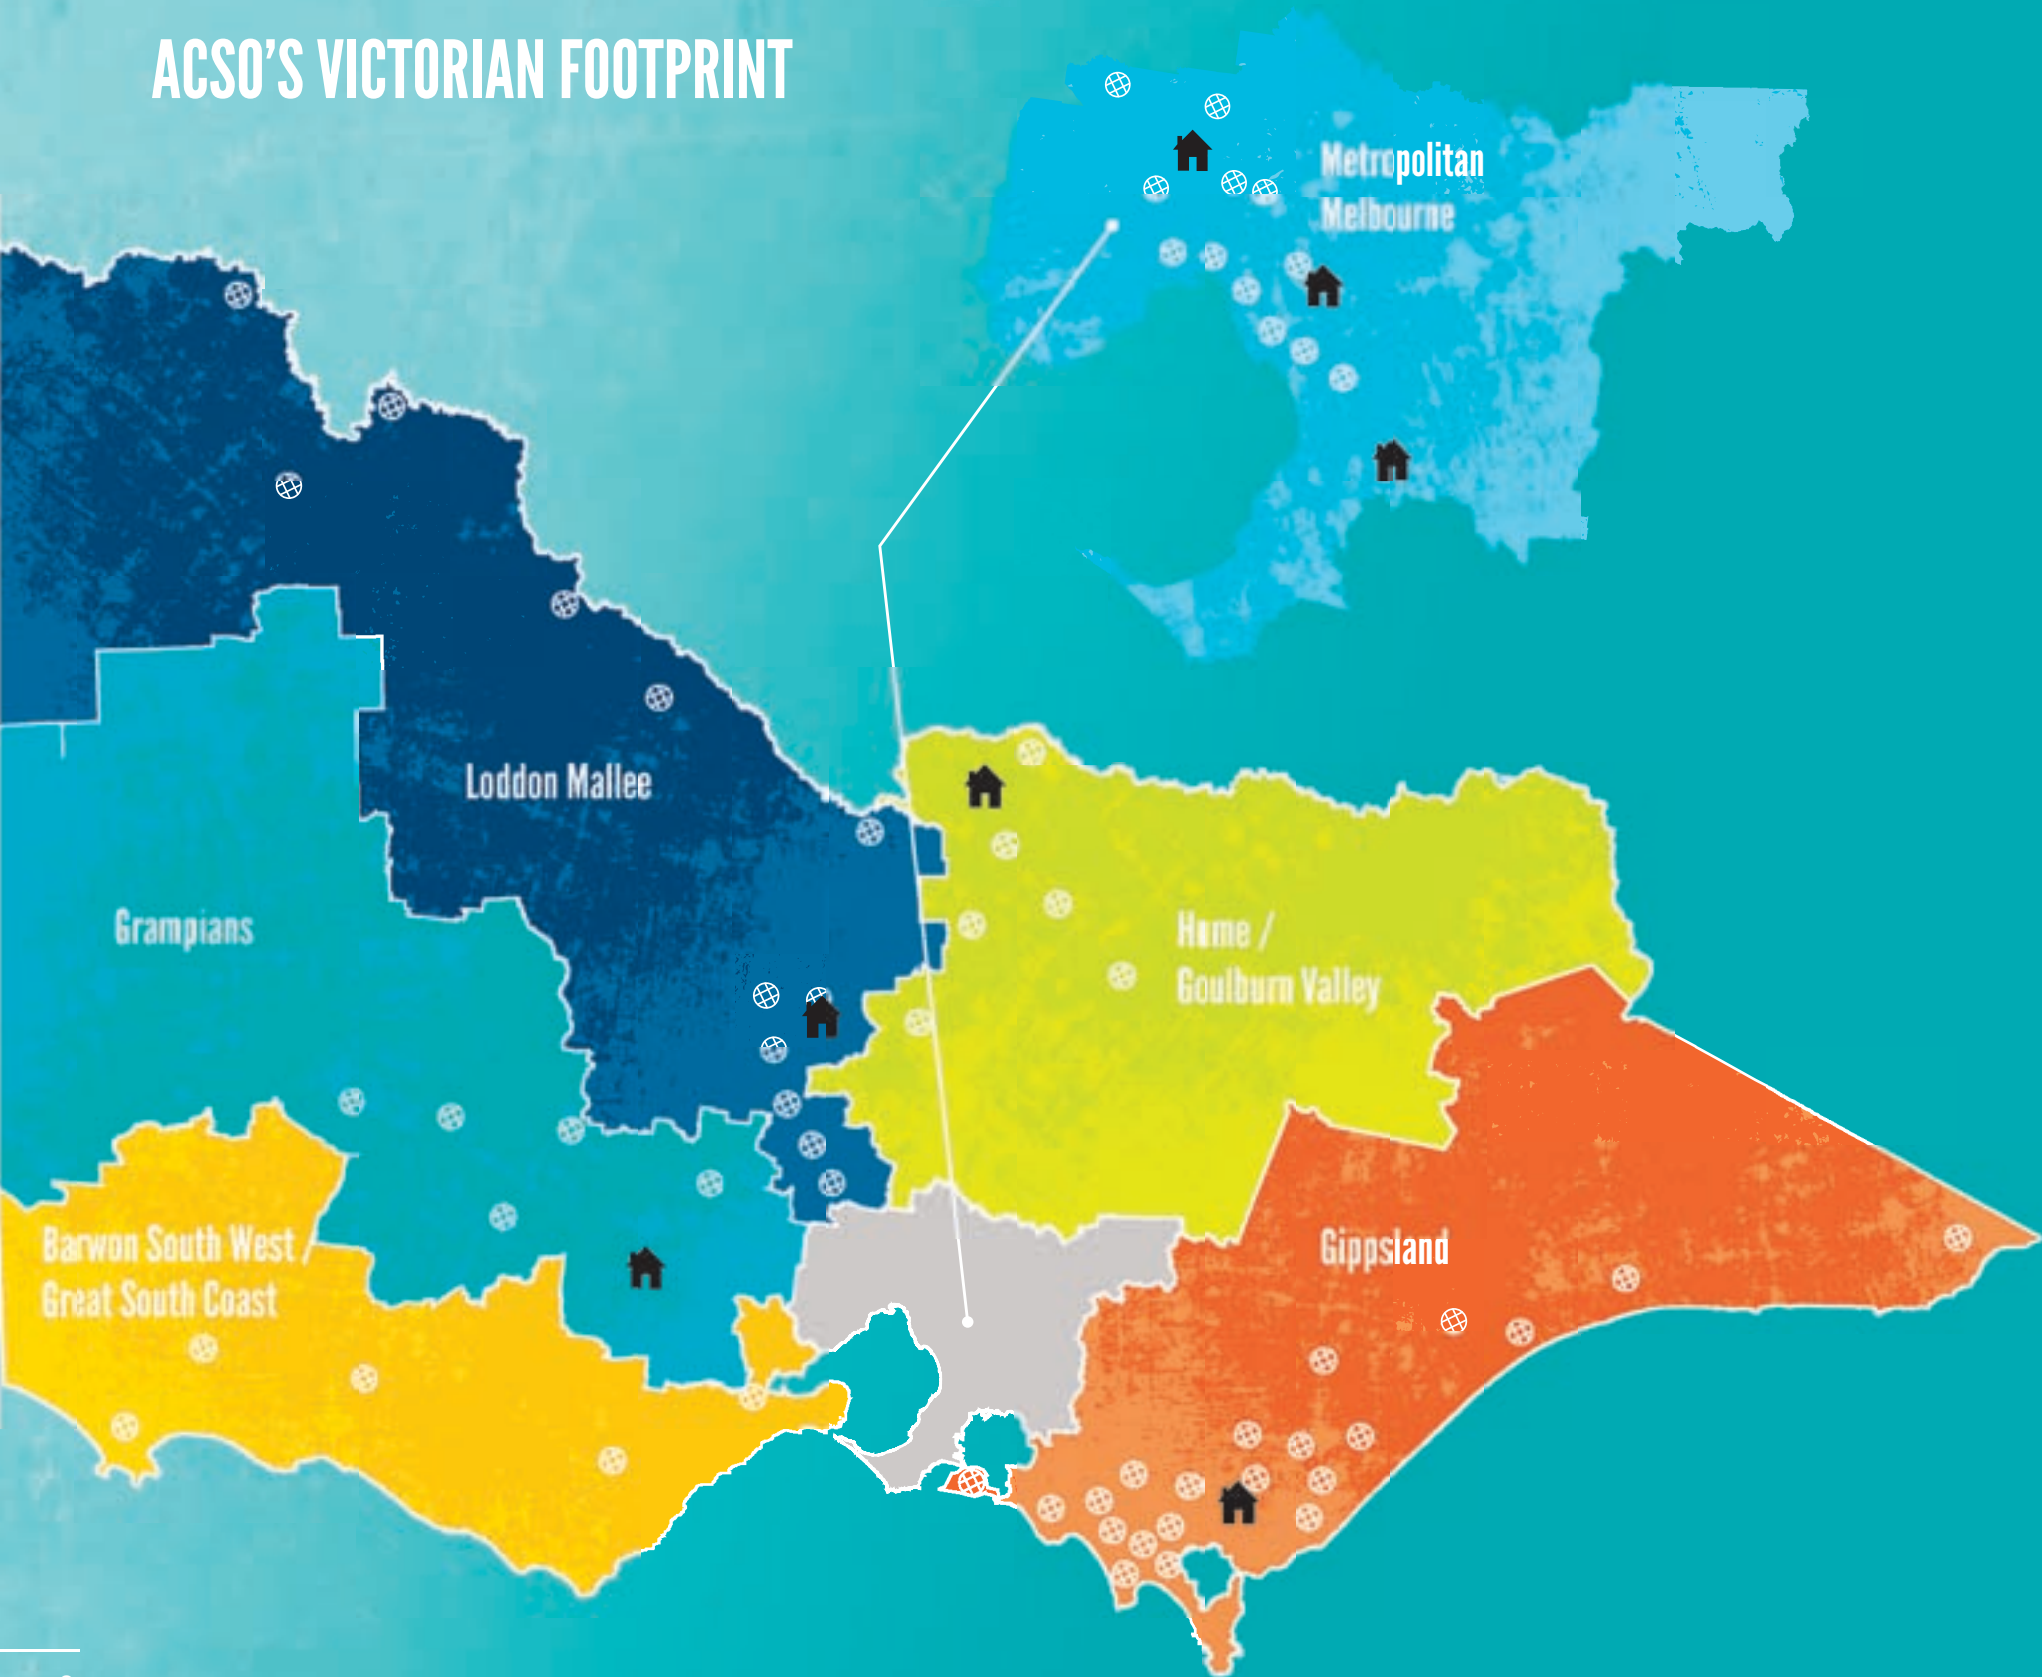 ACSO'S VICTORIAN FOOTPRINT
Metropolitan
Melbourne
Loddon Mallee
Grampians
Hume /
Goulburn Valley
Barwon South West /
Great South Coast
Gippsland